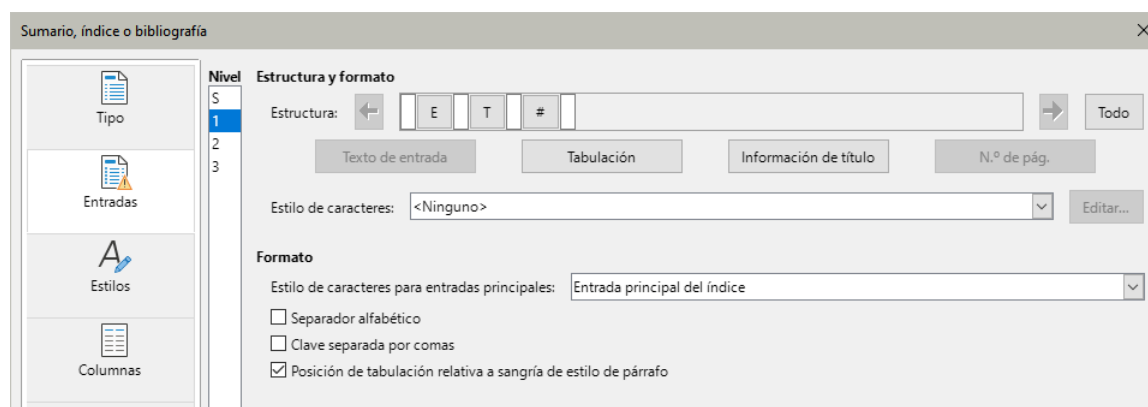 Sumario, índice o bibliografía
Tipo
Entradas
Estilos
Columnas
Nivel
S
1
2
3
Estructura y formato
Estructura: E T # Todo
Texto de entrada Tabulación Información de título N.º de pág.
Estilo de caracteres: <Ninguno> Editar...
Formato
Estilo de caracteres para entradas principales: Entrada principal del índice
Separador alfabético
Clave separada por comas
Posición de tabulación relativa a sangría de estilo de párrafo